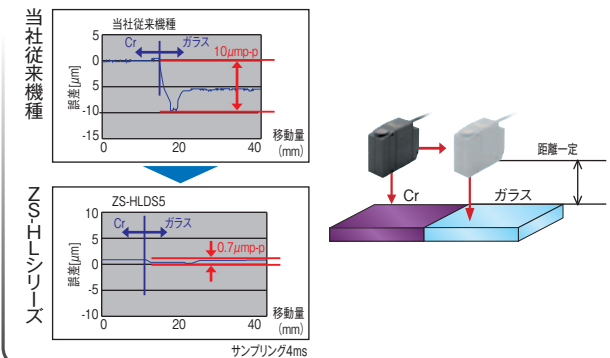 当社従来機種
当社従来機種
Cr
ガラス
10μmp-p
誤差[μm]
5
0
-5
-10
-15
0
20
40
移動量
(mm)
ZS-HLシリーズ
ZS-HLDS5
Cr
ガラス
0.7μmp-p
誤差[μm]
10
5
0
-5
-10
0
20
40
移動量
(mm)
サンプリング4ms
距離一定
Cr
ガラス